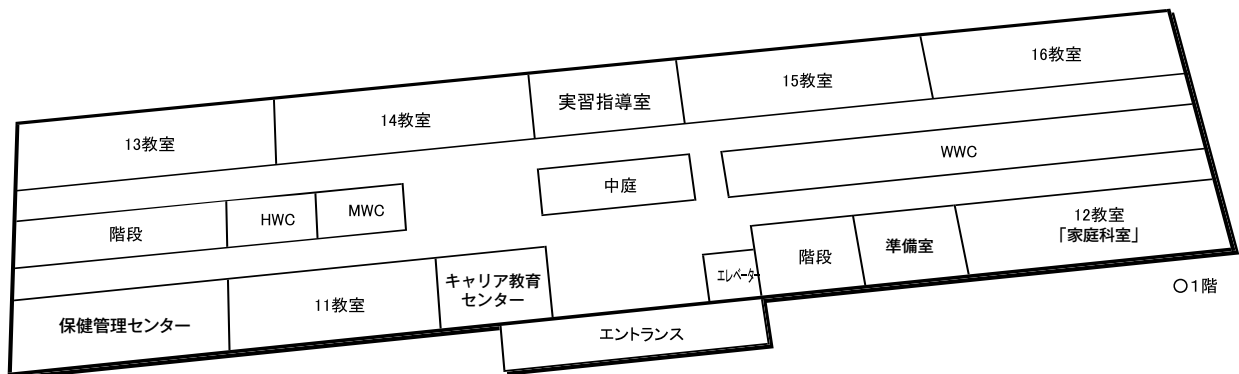 16教室
15教室
実習指導室
14教室
13教室
WWC
中庭
MWC
HWC
階段
12教室
「家庭科室」
準備室
階段
エレベーター
キャリア教育
センター
11教室
保健管理センター
エントランス
○1階